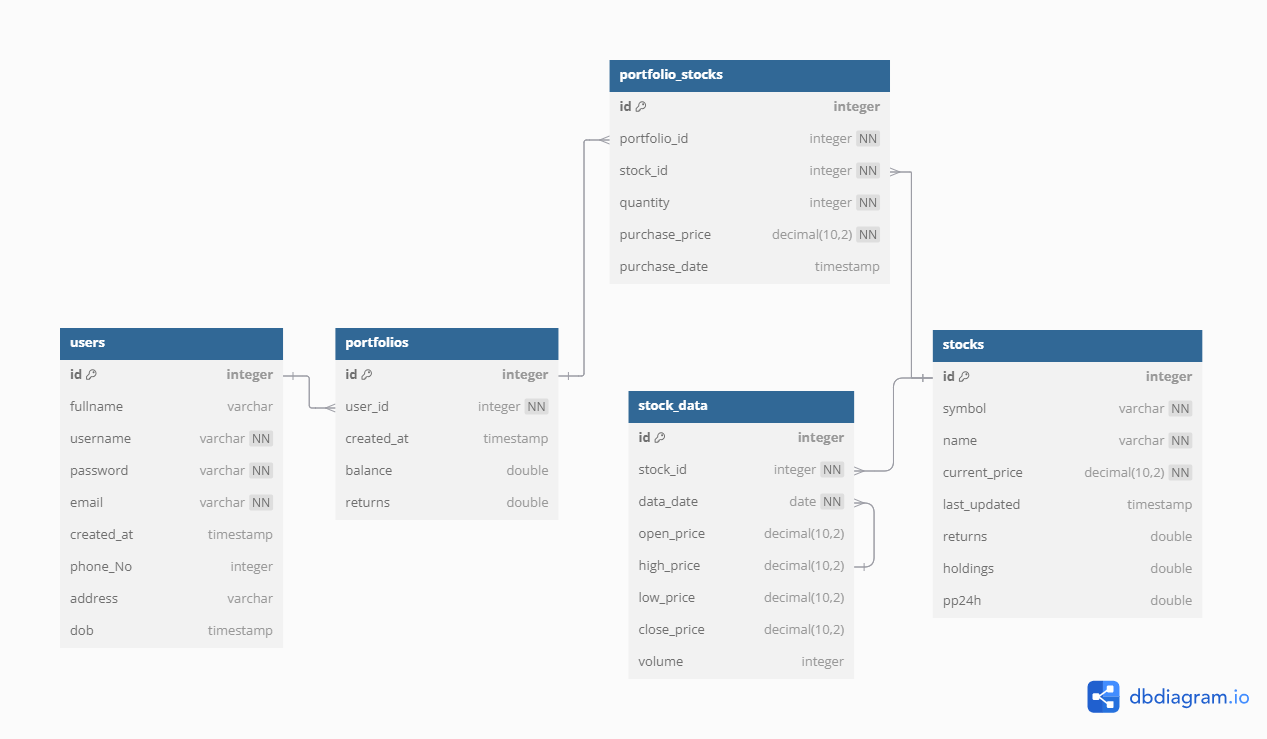 portfolio_stocks
id integer
portfolio_id integer NN
stock_id integer NN
quantity integer NN
purchase_price decimal(10,2) NN
purchase_date timestamp
users
id integer
fullname varchar
username varchar NN
password varchar NN
email varchar NN
created_at timestamp
phone_No integer
address varchar
dob timestamp
portfolios
id integer
user_id integer NN
created_at timestamp
balance double
returns double
stock_data
id integer
stock_id integer NN
data_date date NN
open_price decimal(10,2)
high_price decimal(10,2)
low_price decimal(10,2)
close_price decimal(10,2)
volume integer
stocks
id integer
symbol varchar NN
name varchar NN
current_price decimal(10,2) NN
last_updated timestamp
returns double
holdings double
pp24h double
dbdiagram.io